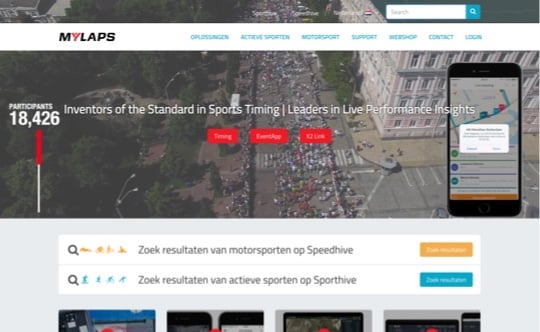 Speedhive
Search
MYLAPS
OPLOSSINGEN ACTIEVE SPORTEN MOTORSPORT SUPPORT WEBSHOP CONTACT LOGIN
PARTICIPANTS
18,426
Inventors of the Standard in Sports Timing | Leaders in Live Performance Insights
Timing EventApp X2 Link
Zoek resultaten van motorsporten op Speedhive Zoek resultaten
Zoek resultaten van actieve sporten op Sporthive Zoek resultaten